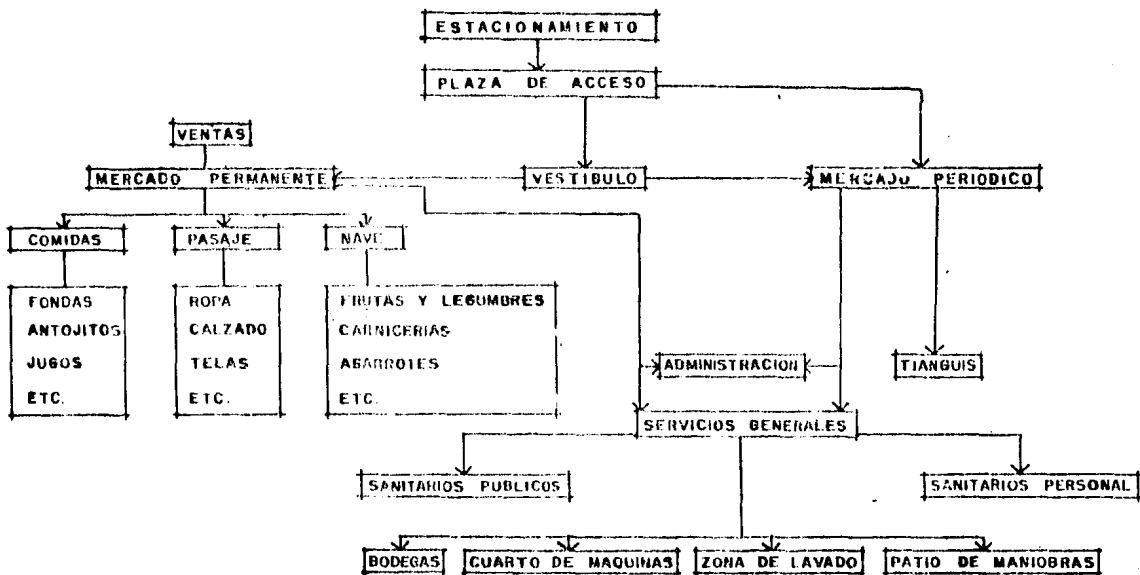 ESTACIONAMIENTO
PLAZA DE ACCESO
VENTAS
MERCADO PERMANENTE
VESTIBULO
MERCADO PERIODICO
COMIDAS
PASAJE
NAVE
FONDAS
ANTOJITOS
JUGOS
ETC.
ROPA
CALZADO
TELAS
ETC.
FRUTAS Y LEGUMBRES
CARNICERIAS
ABARROTES
ETC.
ADMINISTRACION
TIANGUIS
SERVICIOS GENERALES
SANITARIOS PUBLICOS
SANITARIOS PERSONAL
BODEGAS
CUARTO DE MAQUINAS
ZONA DE LAVADO
PATIO DE MANIOBRAS